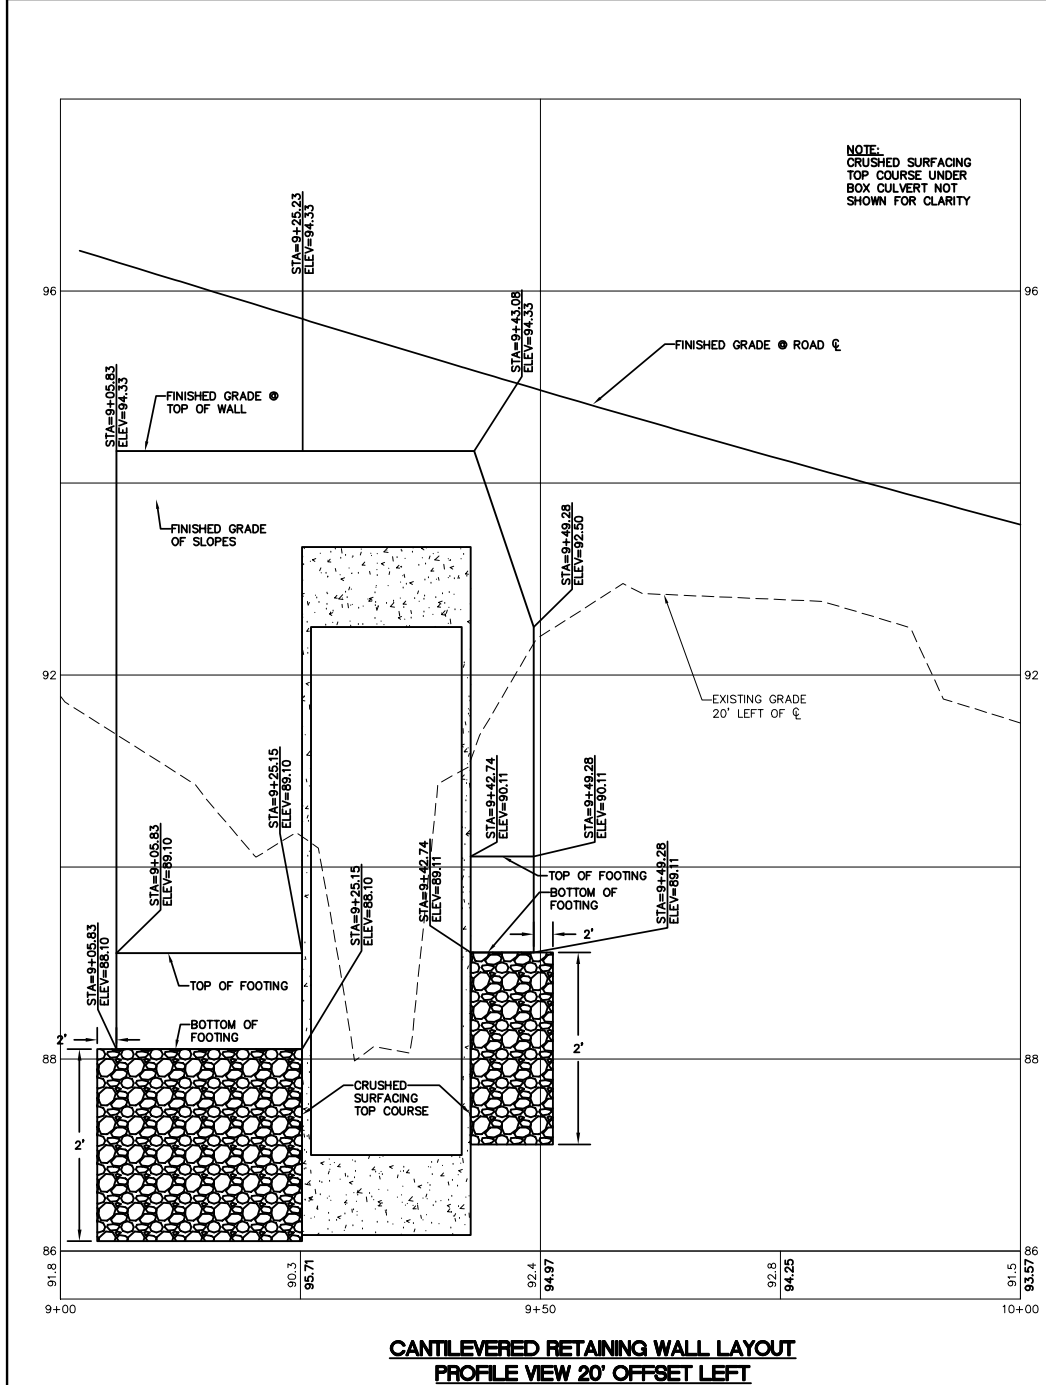 NOTE:
CRUSHED SURFACING
TOP COURSE UNDER
BOX CULVERT NOT
SHOWN FOR CLARITY
STA=9+25.23
ELEV=94.33
96
96
STA=9+43.08
ELEV=94.33
FINISHED GRADE @ ROAD ℄
STA=9+05.83
ELEV=94.33
FINISHED GRADE @
TOP OF WALL
FINISHED GRADE
OF SLOPES
STA=9+49.28
ELEV=92.50
92
92
EXISTING GRADE
20' LEFT OF ℄
STA=9+25.15
ELEV=89.10
STA=9+42.74
ELEV=90.11
STA=9+49.28
ELEV=90.11
STA=9+05.83
ELEV=89.10
STA=9+25.15
ELEV=88.10
STA=9+42.74
ELEV=89.11
TOP OF FOOTING
BOTTOM OF
FOOTING
STA=9+49.28
ELEV=89.11
2'
STA=9+05.83
ELEV=88.10
TOP OF FOOTING
BOTTOM OF
FOOTING
2'
2'
88
88
CRUSHED
SURFACING
TOP COURSE
2'
86
86
91.8
90.3
95.71
92.4
94.97
92.8
94.25
91.5
93.57
9+00
9+50
10+00
CANTILEVERED RETAINING WALL LAYOUT
PROFILE VIEW 20' OFFSET LEFT